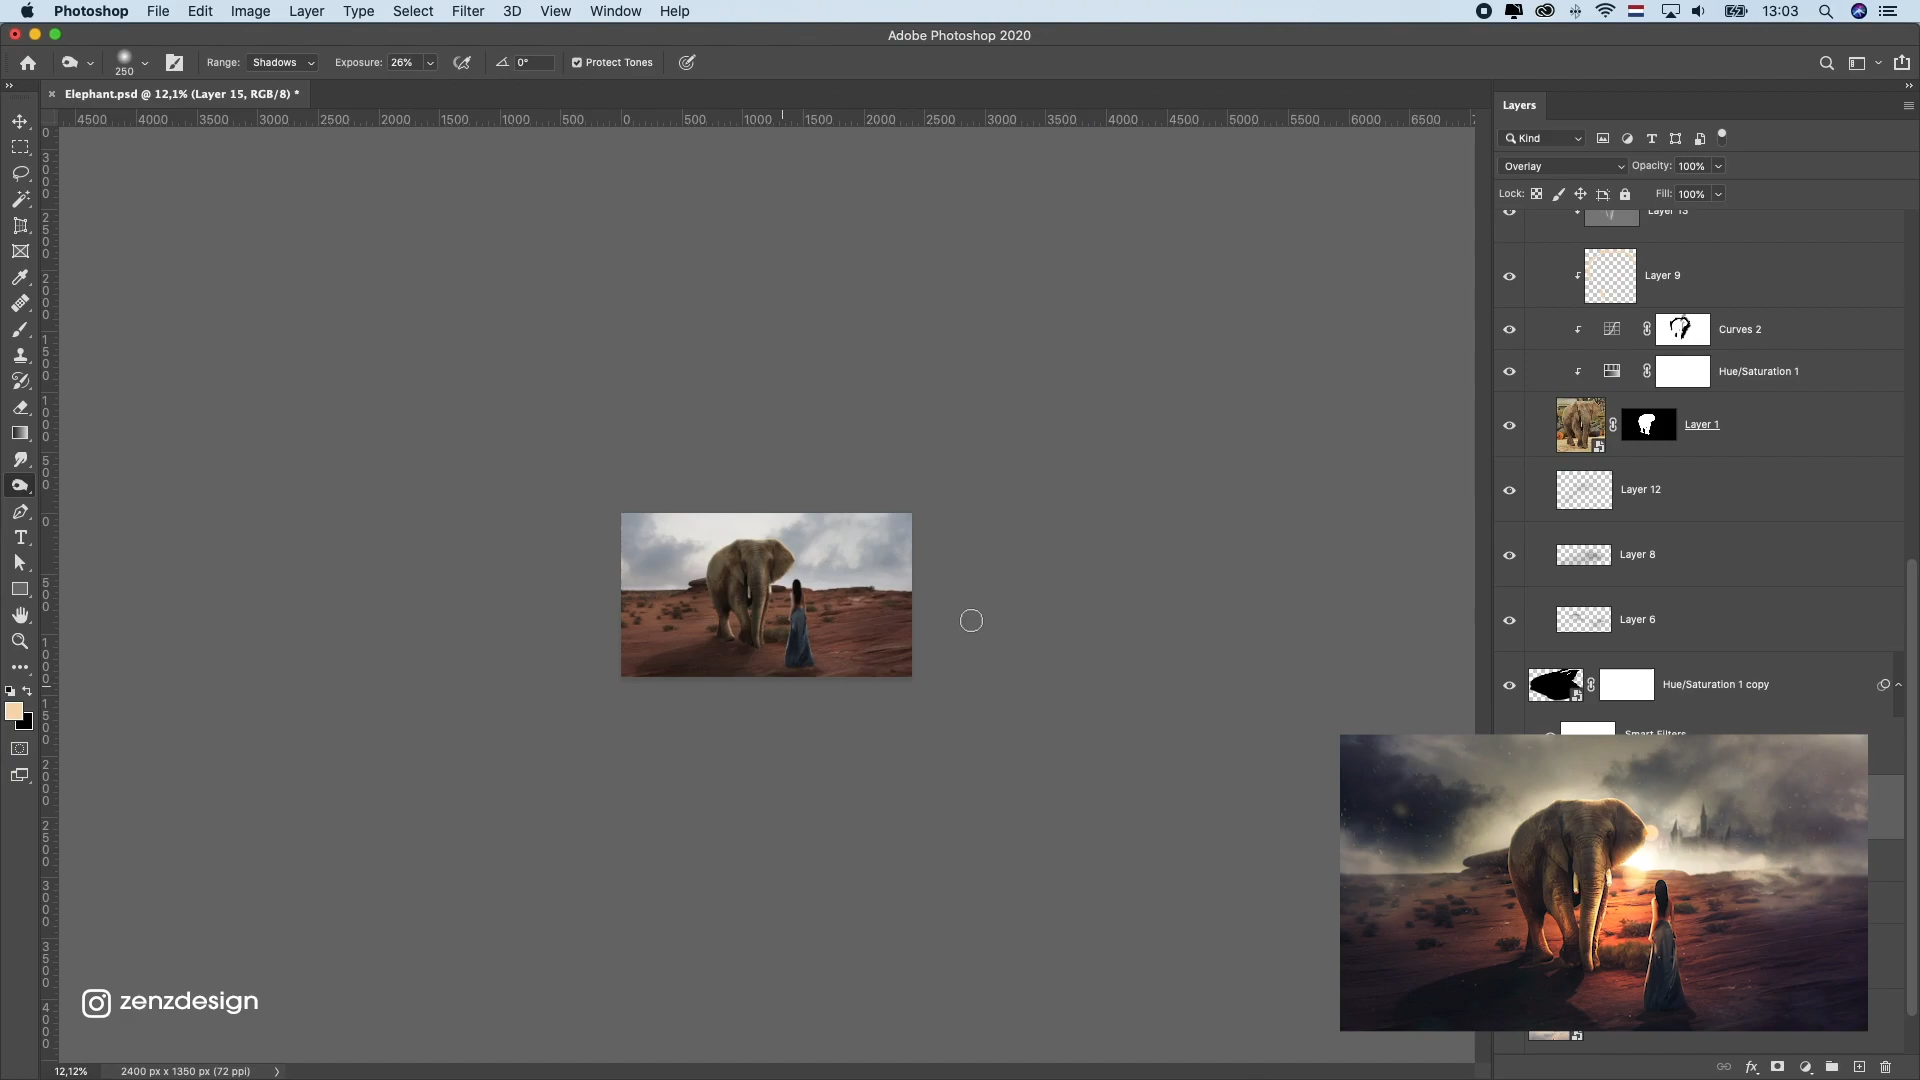 Photoshop File Edit Image Layer Type Select Filter 3D View Window Help 13:03
Adobe Photoshop 2020
250 Range: Shadows Exposure: 26% 0° Protect Tones
Elephant.psd @ 12,1% (Layer 15, RGB/8) *
4500 4000 3500 3000 2500 2000 1500 1000 500 0 500 1000 1500 2000 2500 3000 3500 4000 4500 5000 5500 6000 6500
Layers
Kind
Overlay Opacity: 100%
Lock: Fill: 100%
Layer 13
Layer 9
Curves 2
Hue/Saturation 1
Layer 1
Layer 12
Layer 8
Layer 6
Hue/Saturation 1 copy
Smart Filters
zenzdesign
12,12% 2400 px x 1350 px (72 ppi)